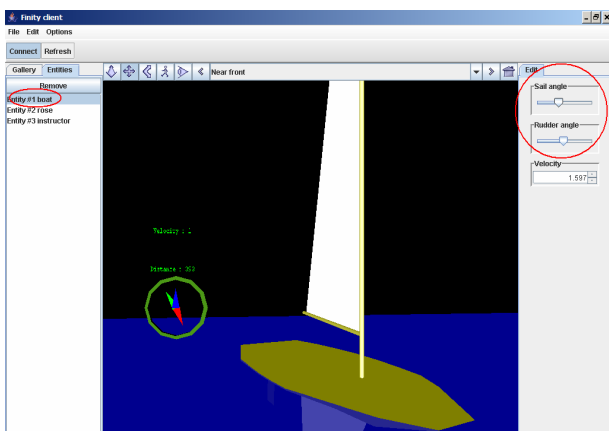 Finity client
File Edit Options
Connect Refresh
Gallery Entities
Near front
Edit
Remove
Entity #1 boat
Entity #2 rose
Entity #3 instructor
Sail angle
Rudder angle
Velocity
1.597
Velocity : 1
Distance : 393